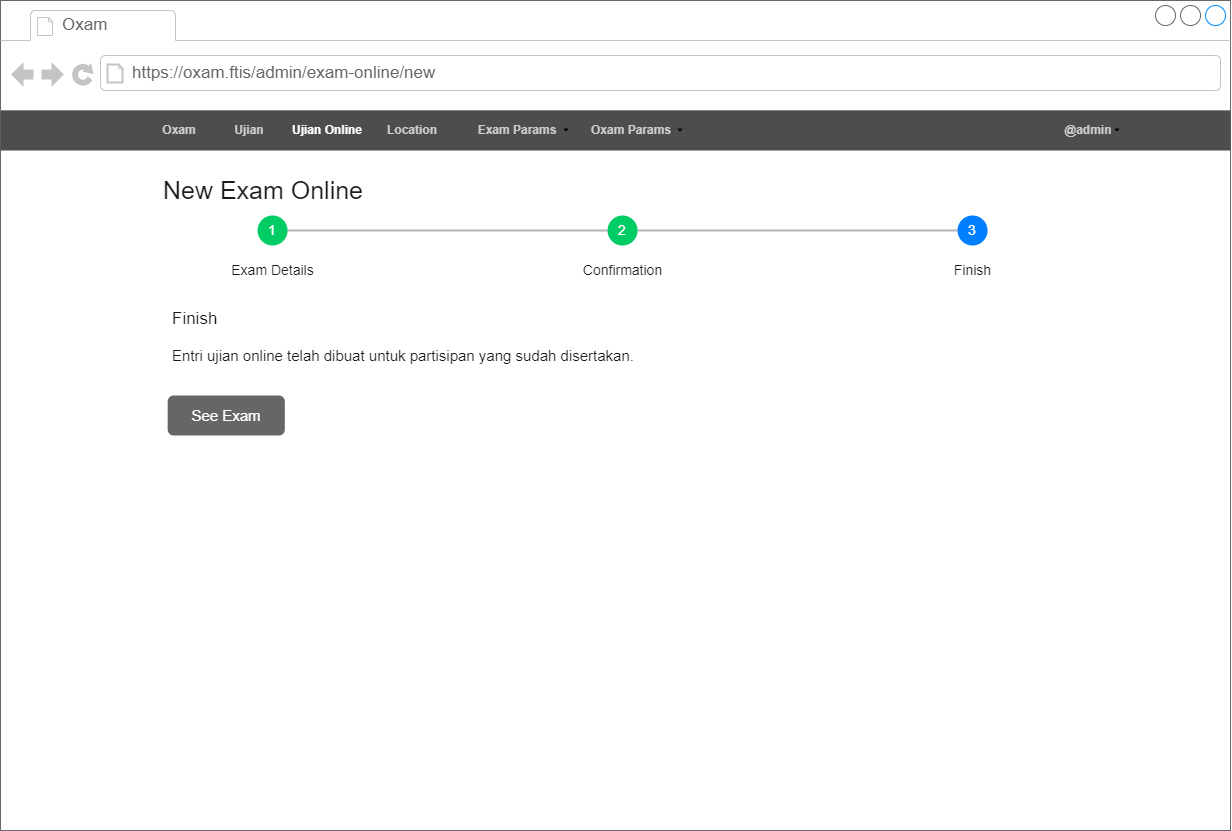 Oxam
https://oxam.ftis/admin/exam-online/new
Oxam Ujian Ujian Online Location Exam Params Oxam Params @admin
New Exam Online
1 2 3
Exam Details Confirmation Finish
Finish
Entri ujian online telah dibuat untuk partisipan yang sudah disertakan.
See Exam